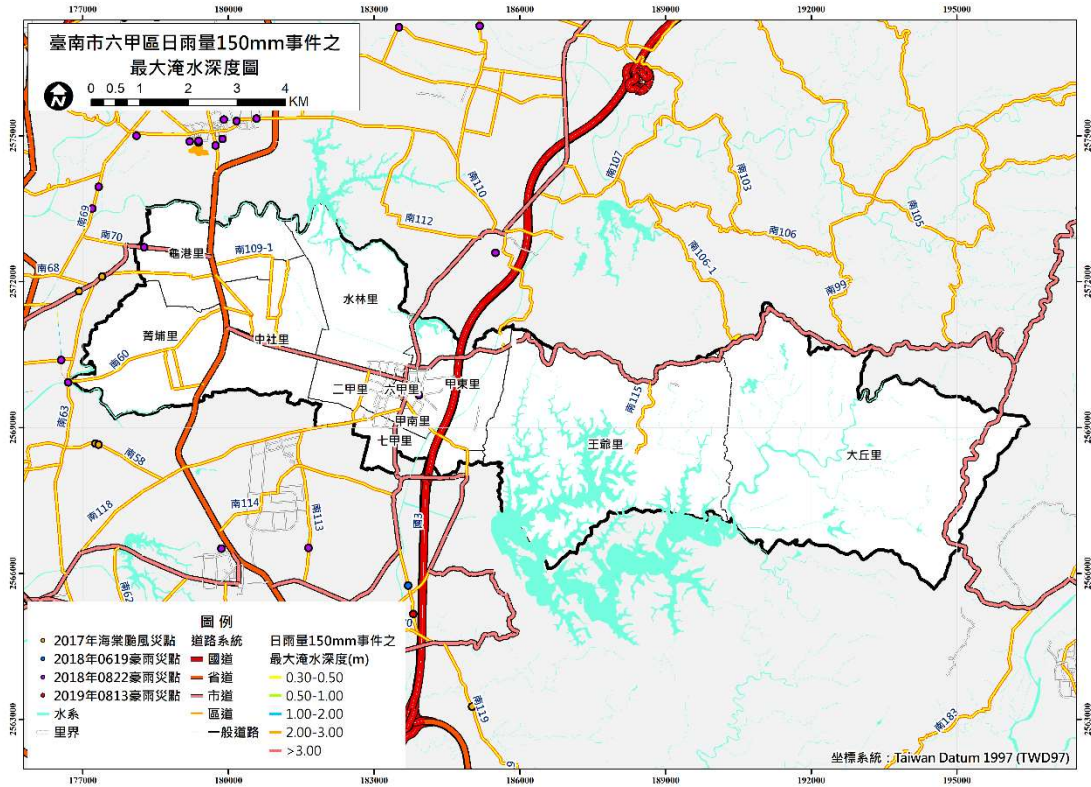 臺南市六甲區日雨量150mm事件之
最大淹水深度圖
0 0.5 1 2 3 4
KM
N
177000 180000 183000 186000 189000 192000 195000
2575000 2575000
2572000 2572000
2569000 2569000
2566000 2566000
2563000 2563000
南107
南103
南110
南69
南112
南105
南70
南106
龜港里
南109-1
南106-1
南68
南99
水林里
菁埔里
中社里
南60
二甲里
六甲里
甲東里
南115
南63
甲南里
七甲里
王爺里
大丘里
南58
南118
南114
南113
國3
南62
南119
南183
圖 例
2017年海棠颱風災點
2018年0619豪雨災點
2018年0822豪雨災點
2019年0813豪雨災點
水系
里界
道路系統
國道
省道
市道
區道
一般道路
日雨量150mm事件之
最大淹水深度(m)
0.30-0.50
0.50-1.00
1.00-2.00
2.00-3.00
>3.00
坐標系統：Taiwan Datum 1997 (TWD97)
177000 180000 183000 186000 189000 192000 195000